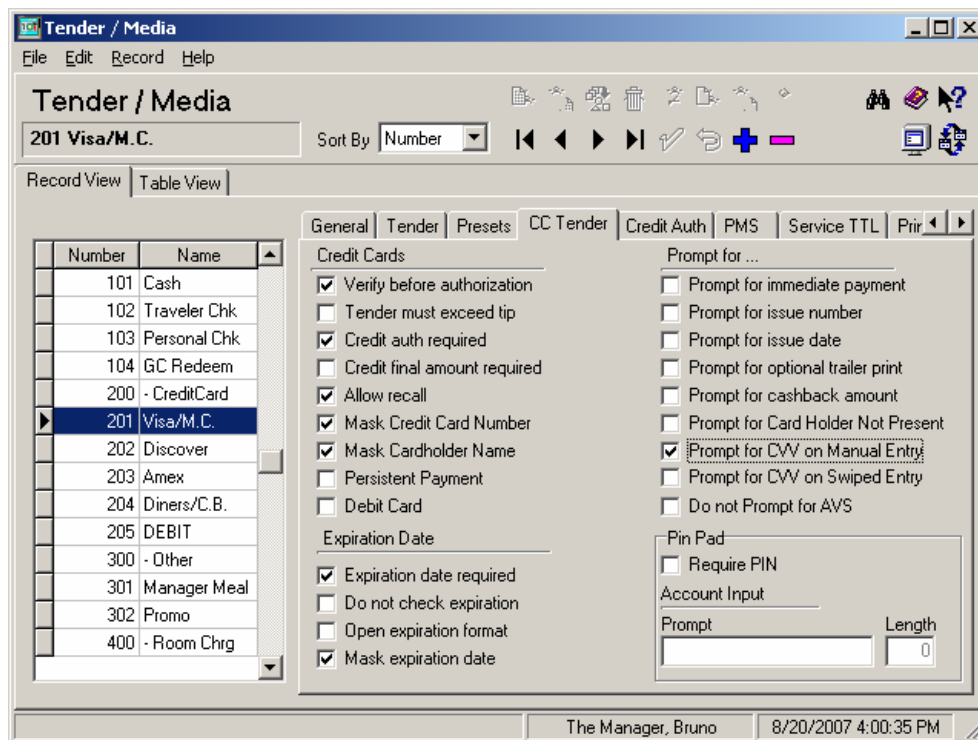 Tender / Media
File Edit Record Help
Tender / Media
201 Visa/M.C.
Sort By Number
Record View Table View
General Tender Presets CC Tender Credit Auth PMS Service TTL Prin
Number Name
101 Cash
102 Traveler Chk
103 Personal Chk
104 GC Redeem
200 - CreditCard
201 Visa/M.C.
202 Discover
203 Amex
204 Diners/C.B.
205 DEBIT
300 - Other
301 Manager Meal
302 Promo
400 - Room Chrg
Credit Cards
Verify before authorization
Tender must exceed tip
Credit auth required
Credit final amount required
Allow recall
Mask Credit Card Number
Mask Cardholder Name
Persistent Payment
Debit Card
Expiration Date
Expiration date required
Do not check expiration
Open expiration format
Mask expiration date
Prompt for ...
Prompt for immediate payment
Prompt for issue number
Prompt for issue date
Prompt for optional trailer print
Prompt for cashback amount
Prompt for Card Holder Not Present
Prompt for CVV on Manual Entry
Prompt for CVV on Swiped Entry
Do not Prompt for AVS
Pin Pad
Require PIN
Account Input
Prompt Length
0
The Manager, Bruno 8/20/2007 4:00:35 PM